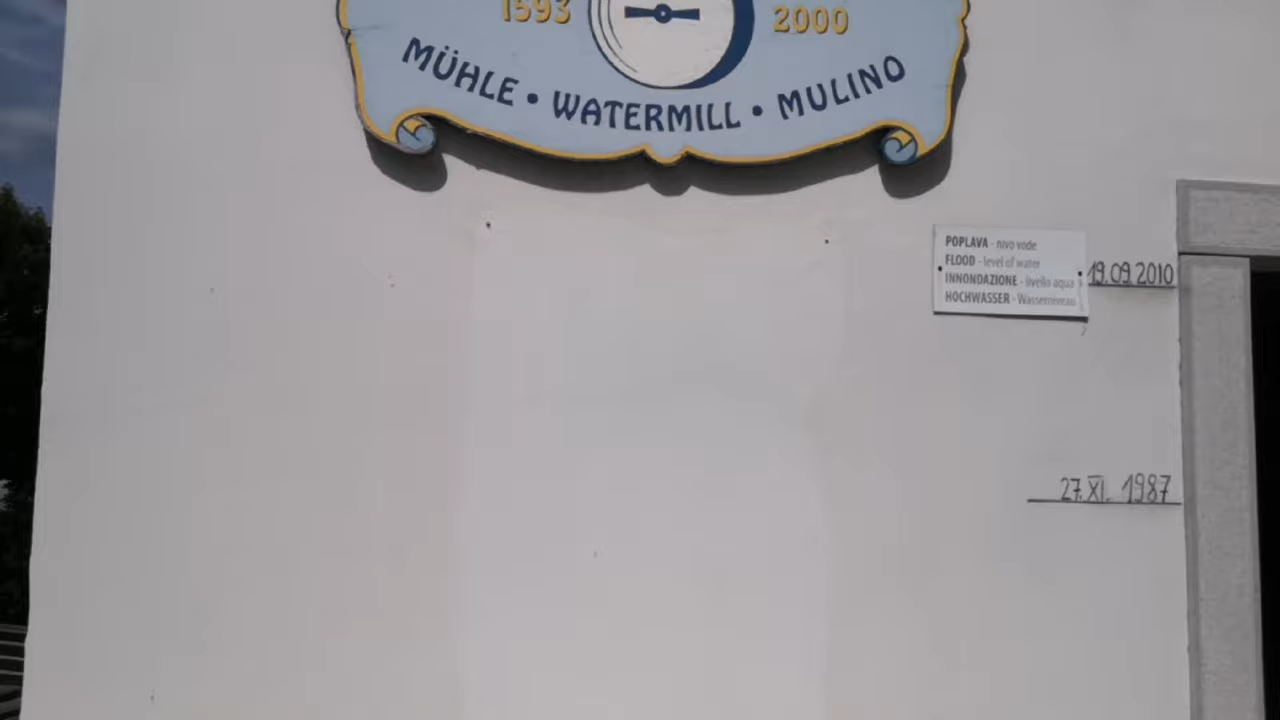 1593 2000
MÜHLE • WATERMILL • MULINO
POPLAVA - nivo vode
FLOOD - level of water
INNONDAZIONE - livello aqua
HOCHWASSER - Wasserniveau
19.09.2010
27. XI. 1987